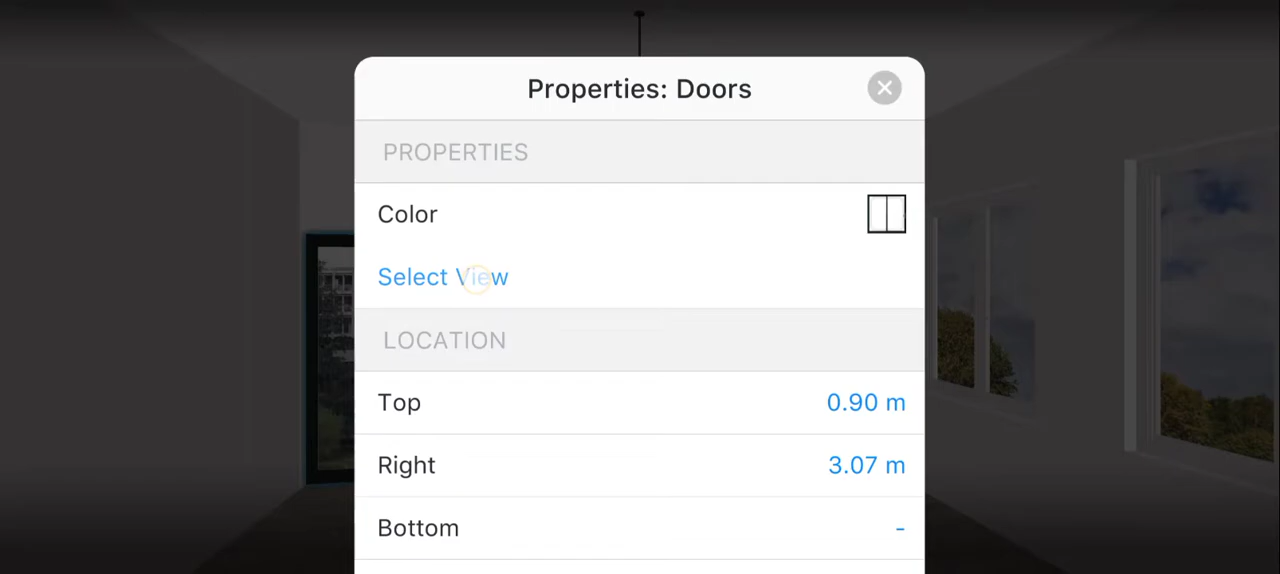 Properties: Doors
PROPERTIES
Color
Select View
LOCATION
Top 0.90 m
Right 3.07 m
Bottom -